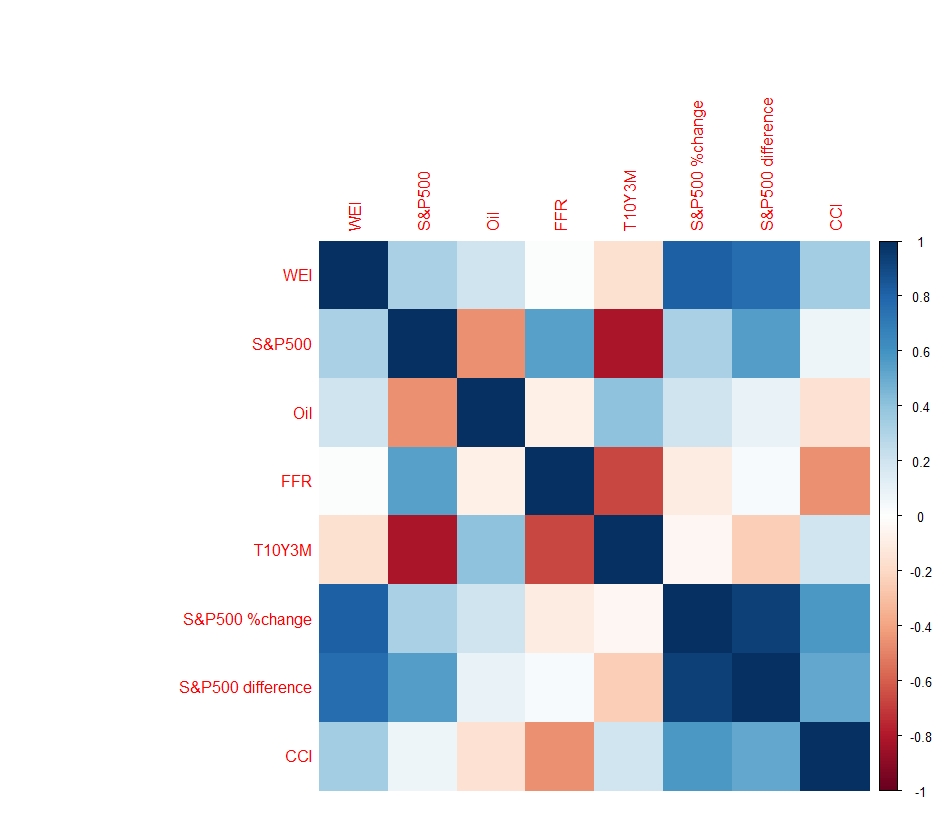 WEI
S&P500
Oil
FFR
T10Y3M
S&P500 %change
S&P500 difference
CCI
WEI
S&P500
Oil
FFR
T10Y3M
S&P500 %change
S&P500 difference
CCI
1
0.8
0.6
0.4
0.2
0
-0.2
-0.4
-0.6
-0.8
-1